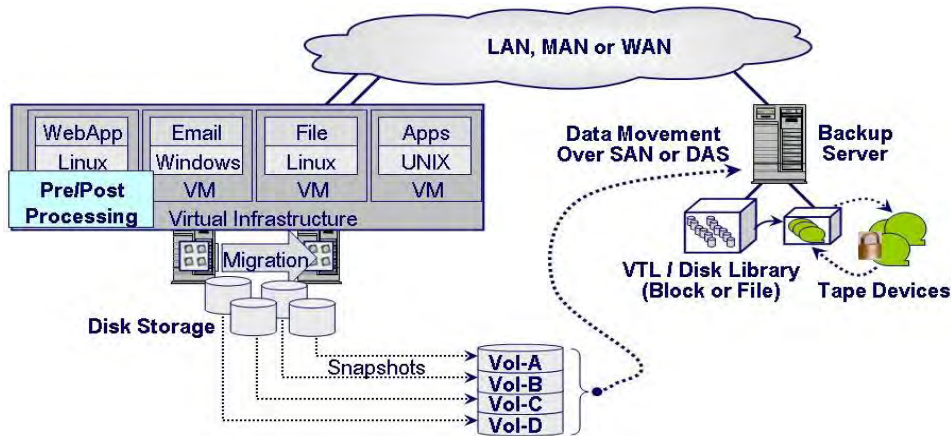 LAN, MAN or WAN
WebApp
Linux
Email
Windows
VM
File
Linux
VM
Apps
UNIX
VM
Pre/Post
Processing
Virtual Infrastructure
Migration
Disk Storage
Snapshots
Vol-A
Vol-B
Vol-C
Vol-D
Data Movement
Over SAN or DAS
Backup
Server
VTL / Disk Library
(Block or File)
Tape Devices